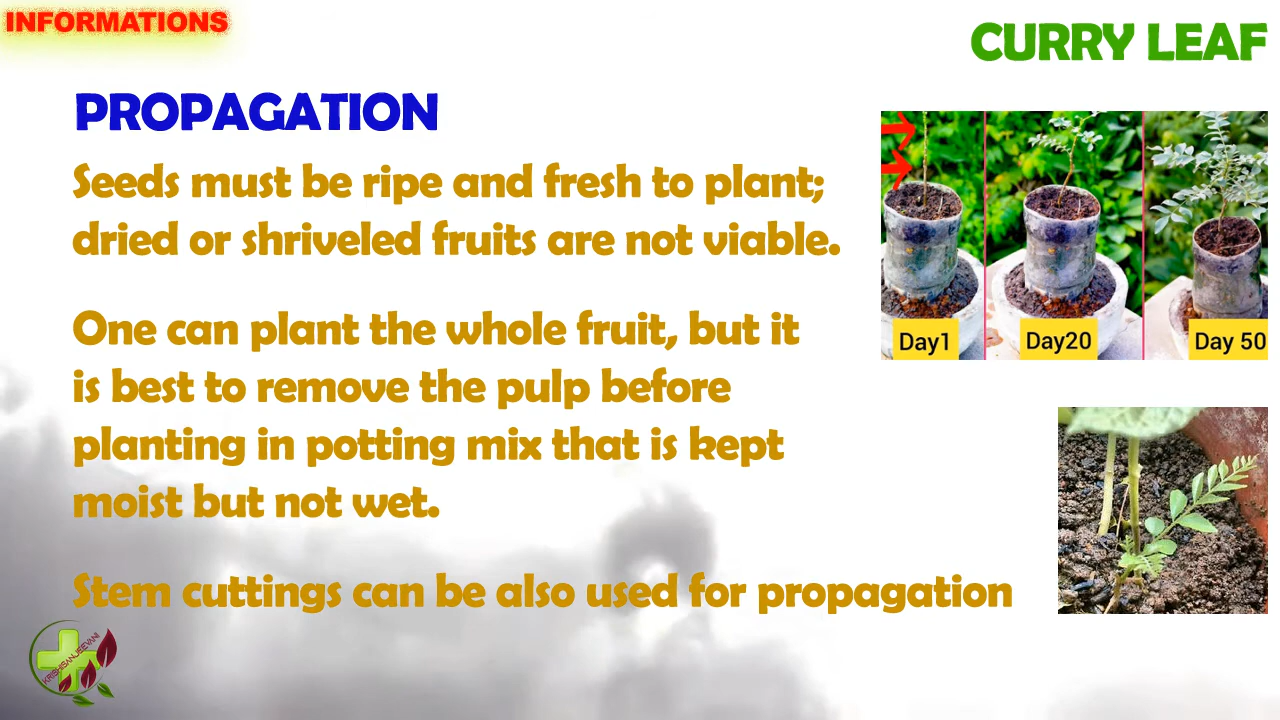 INFORMATIONS
CURRY LEAF
PROPAGATION
Seeds must be ripe and fresh to plant;
dried or shriveled fruits are not viable.
One can plant the whole fruit, but it
is best to remove the pulp before
planting in potting mix that is kept
moist but not wet.
Stem cuttings can be also used for propagation
Day1
Day20
Day 50
KRISHISANJEEVANI